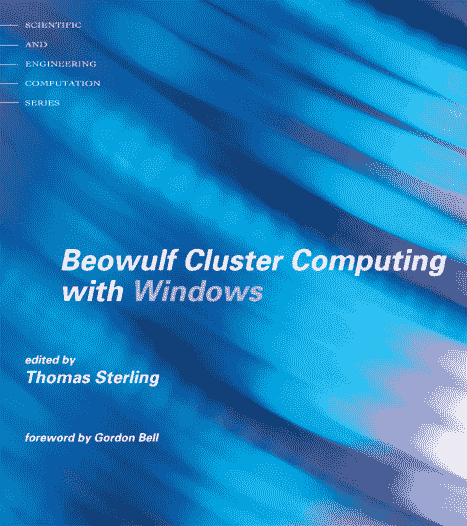 SCIENTIFIC
AND
ENGINEERING
COMPUTATION
SERIES
Beowulf Cluster Computing
with Windows
edited by
Thomas Sterling
foreword by Gordon Bell